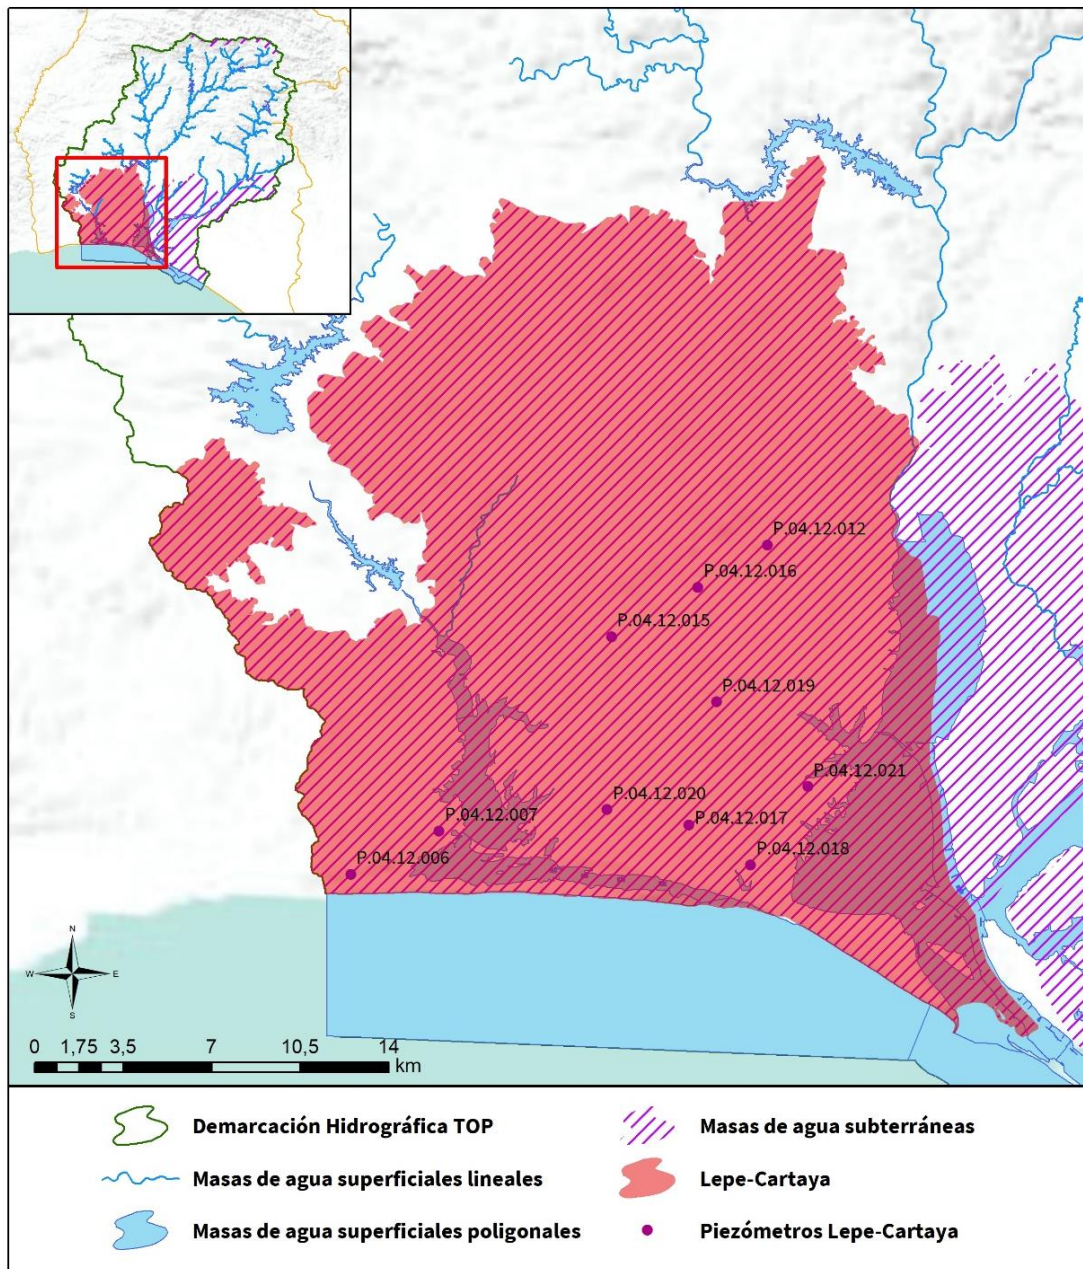 P.04.12.012
P.04.12.016
P.04.12.015
P.04.12.019
P.04.12.021
P.04.12.020
P.04.12.007
P.04.12.017
P.04.12.018
P.04.12.006
N
W E
S
0 1,75 3,5 7 10,5 14
km
Demarcación Hidrográfica TOP
Masas de agua subterráneas
Masas de agua superficiales lineales
Lepe-Cartaya
Masas de agua superficiales poligonales
Piezómetros Lepe-Cartaya